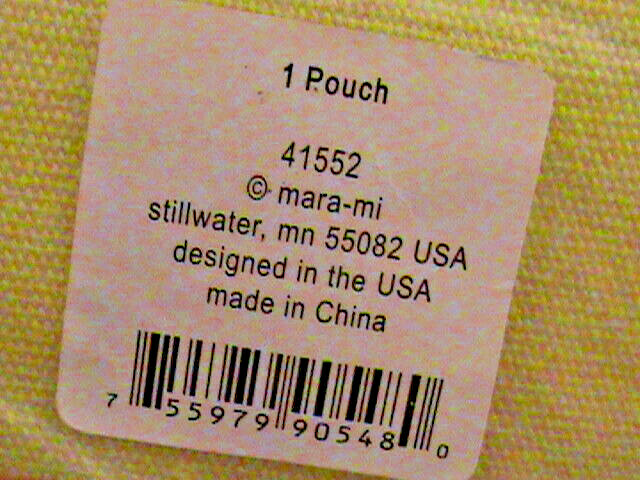 1 Pouch
41552
© mara-mi
stillwater, mn 55082 USA
designed in the USA
made in China
7 55979 90548 0